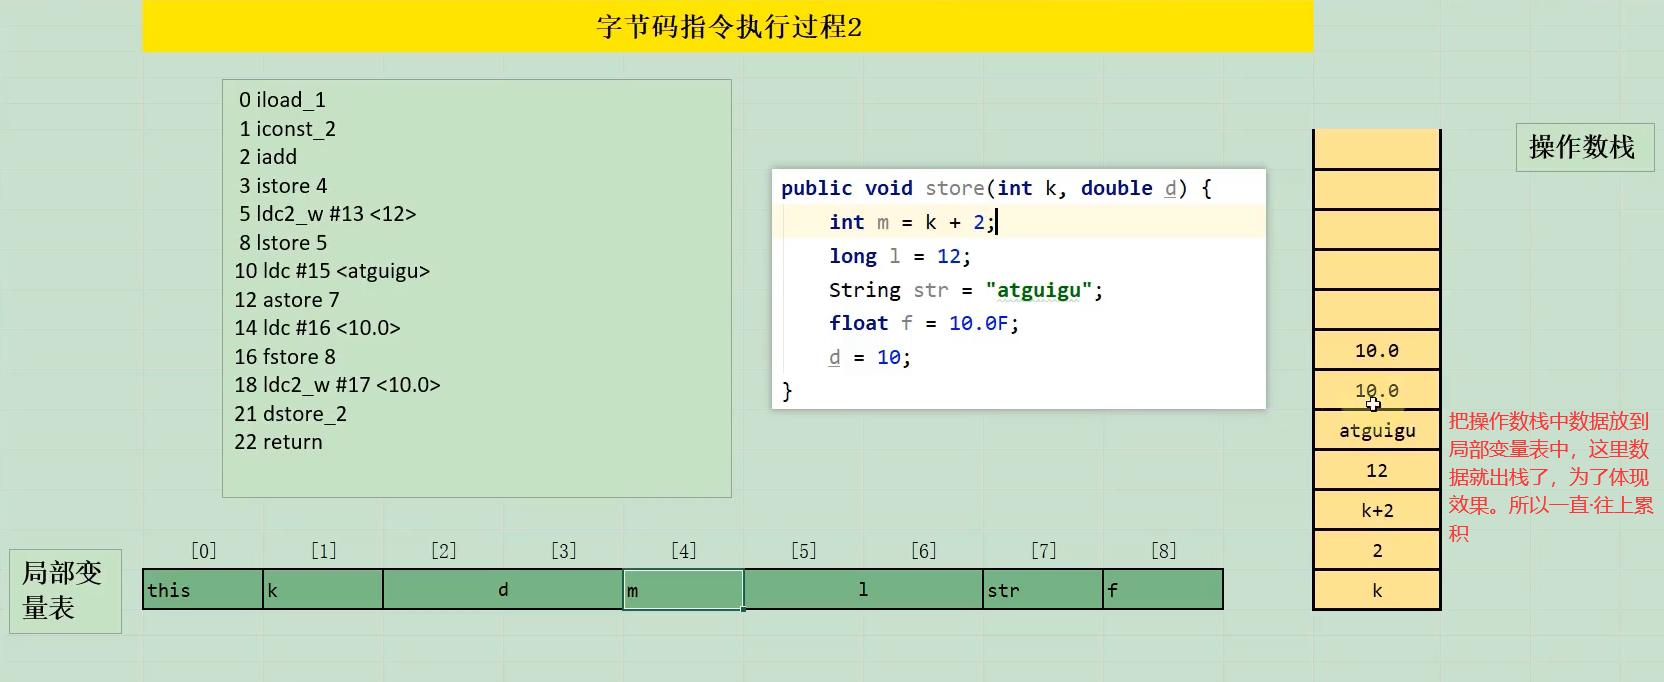 字节码指令执行过程2
0 iload_1
1 iconst_2
2 iadd
3 istore 4
5 ldc2_w #13 <12>
8 lstore 5
10 ldc #15 <atguigu>
12 astore 7
14 ldc #16 <10.0>
16 fstore 8
18 ldc2_w #17 <10.0>
21 dstore_2
22 return
public void store(int k, double d) {
int m = k + 2;
long l = 12;
String str = "atguigu";
float f = 10.0F;
d = 10;
}
操作数栈
10.0
10.0
atguigu
12
k+2
2
k
把操作数栈中数据放到
局部变量表中，这里数
据就出栈了，为了体现
效果。所以一直·往上累
积
[0] [1] [2] [3] [4] [5] [6] [7] [8]
局部变
量表
this k d m l str f